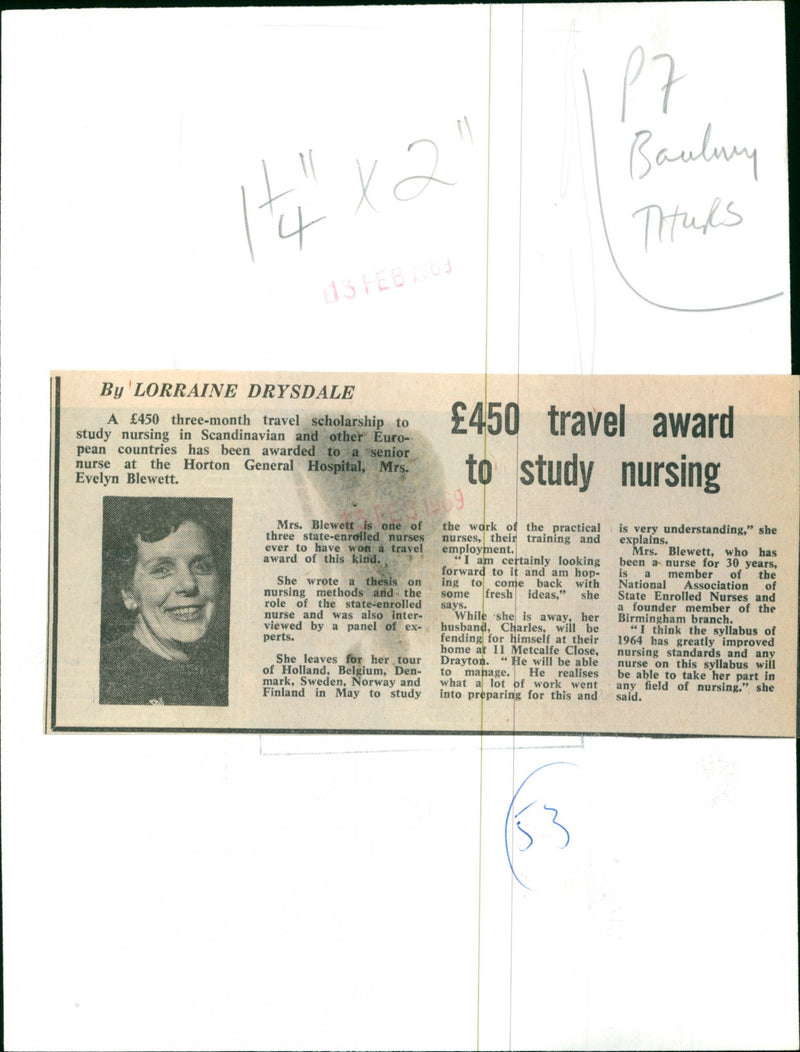 P7
Banbury
THURS
1 1/4" X 2"
13 FEB 1969
By LORRAINE DRYSDALE
A £450 three-month travel scholarship to
study nursing in Scandinavian and other Euro-
pean countries has been awarded to a senior
nurse at the Horton General Hospital, Mrs.
Evelyn Blewett.
£450 travel award
to study nursing
13 FEB 1969
Mrs. Blewett is one of
three state-enrolled nurses
ever to have won a travel
award of this kind.
She wrote a thesis on
nursing methods and the
role of the state-enrolled
nurse and was also inter-
viewed by a panel of ex-
perts.
She leaves for her tour
of Holland, Belgium, Den-
mark, Sweden, Norway and
Finland in May to study
the work of the practical
nurses, their training and
employment.
"I am certainly looking
forward to it and am hop-
ing to come back with
some fresh ideas," she
says.
While she is away, her
husband, Charles, will be
fending for himself at their
home at 11 Metcalfe Close,
Drayton. "He will be able
to manage. He realises
what a lot of work went
into preparing for this and
is very understanding," she
explains.
Mrs. Blewett, who has
been a nurse for 30 years,
is a member of the
National Association of
State Enrolled Nurses and
a founder member of the
Birmingham branch.
"I think the syllabus of
1964 has greatly improved
nursing standards and any
nurse on this syllabus will
be able to take her part in
any field of nursing." she
said.
53